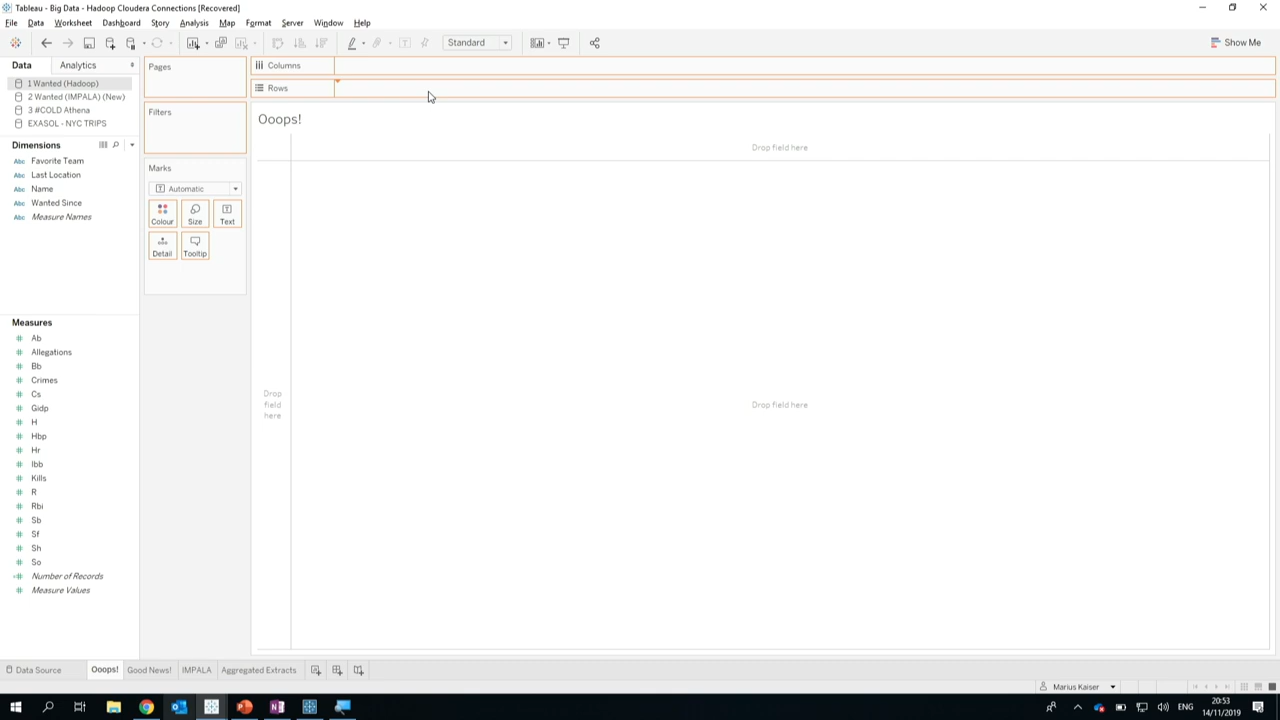 Tableau - Big Data - Hadoop Cloudera Connections [Recovered]
File Data Worksheet Dashboard Story Analysis Map Format Server Window Help
Standard
Show Me
Data Analytics
1 Wanted (Hadoop)
2 Wanted (IMPALA) (New)
3 #COLD Athena
EXASOL - NYC TRIPS
Dimensions
Abc Favorite Team
Abc Last Location
Abc Name
Abc Wanted Since
Abc Measure Names
Measures
Ab
Allegations
Bb
Crimes
Cs
Gidp
H
Hbp
Hr
Ibb
Kills
R
Rbi
Sb
Sf
Sh
So
Number of Records
Measure Values
Pages
Filters
Marks
Automatic
Colour Size Text
Detail Tooltip
Columns
Rows
Ooops!
Drop field here
Drop
field
here
Drop field here
Data Source Ooops! Good News! IMPALA Aggregated Extracts
Marius Kaiser
ENG
20:53
14/11/2019